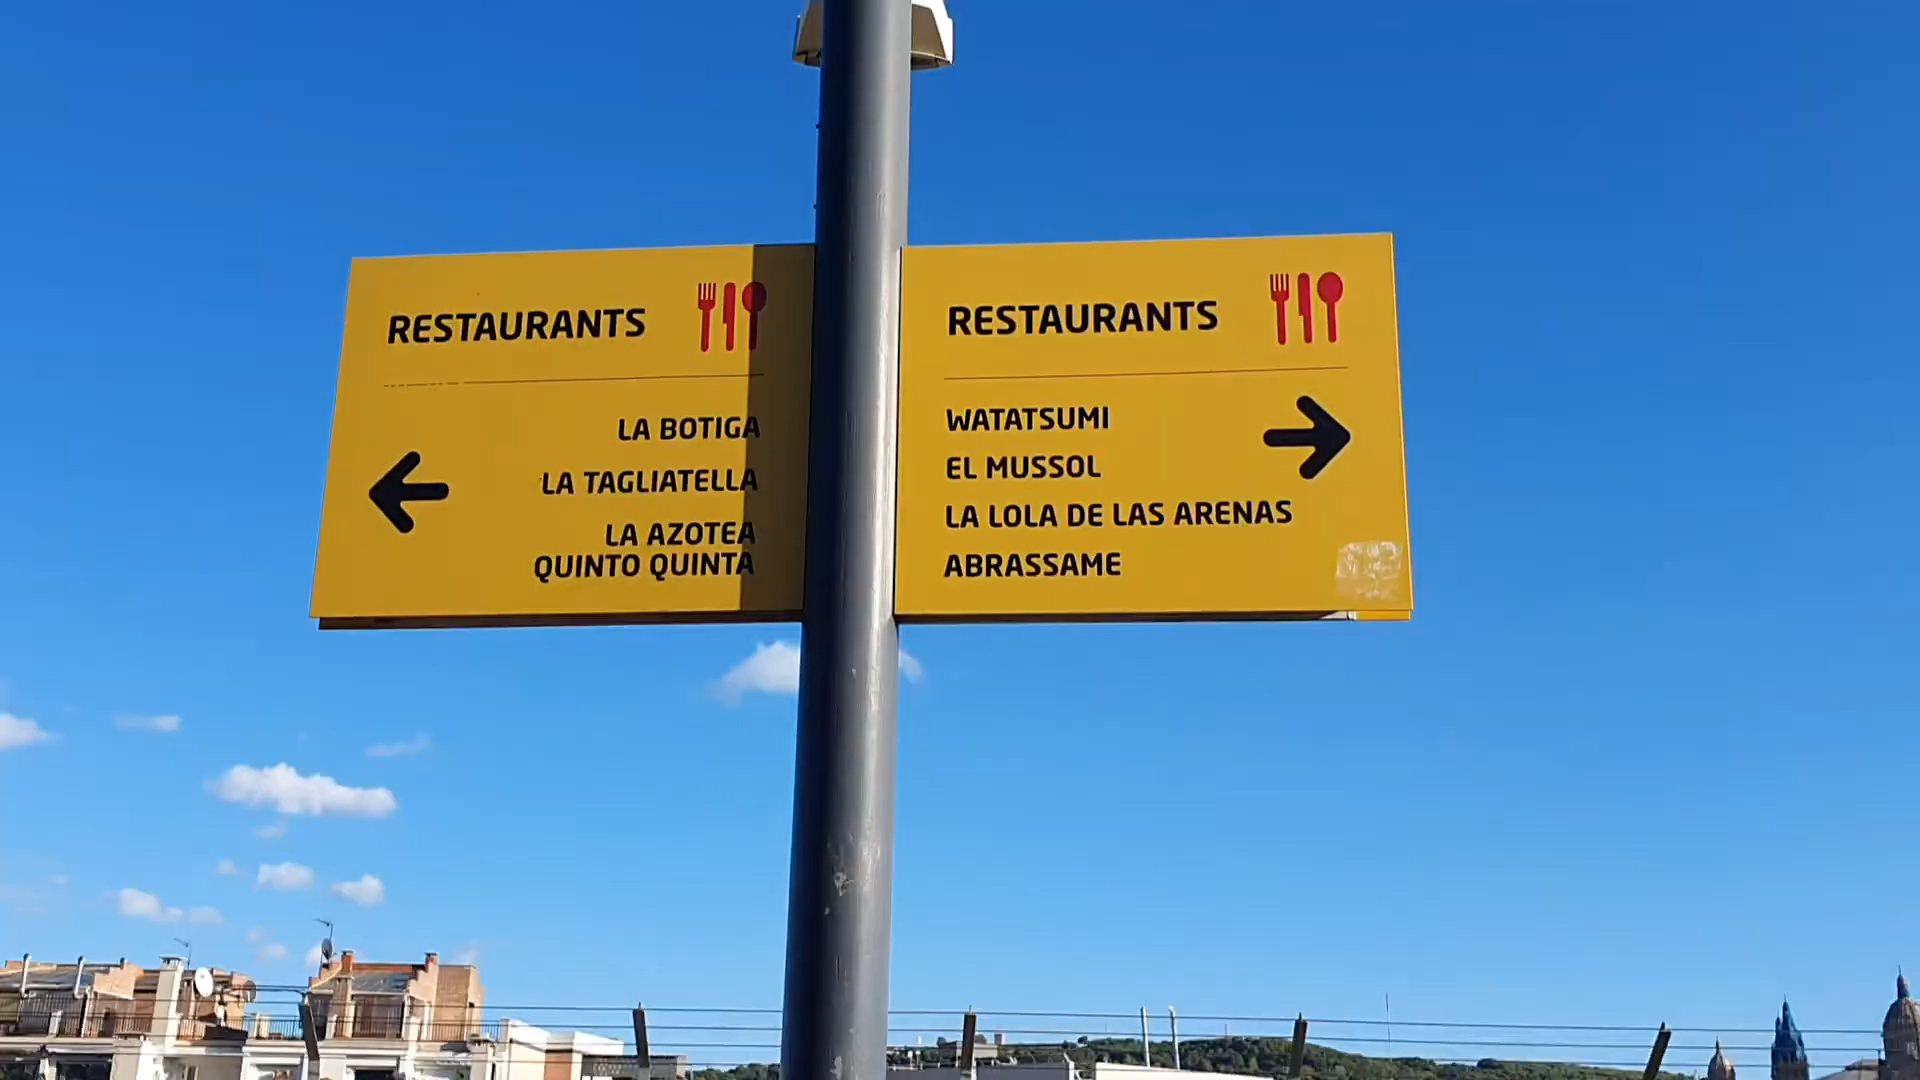 RESTAURANTS
LA BOTIGA
LA TAGLIATELLA
LA AZOTEA
QUINTO QUINTA
RESTAURANTS
WATATSUMI
EL MUSSOL
LA LOLA DE LAS ARENAS
ABRASSAME